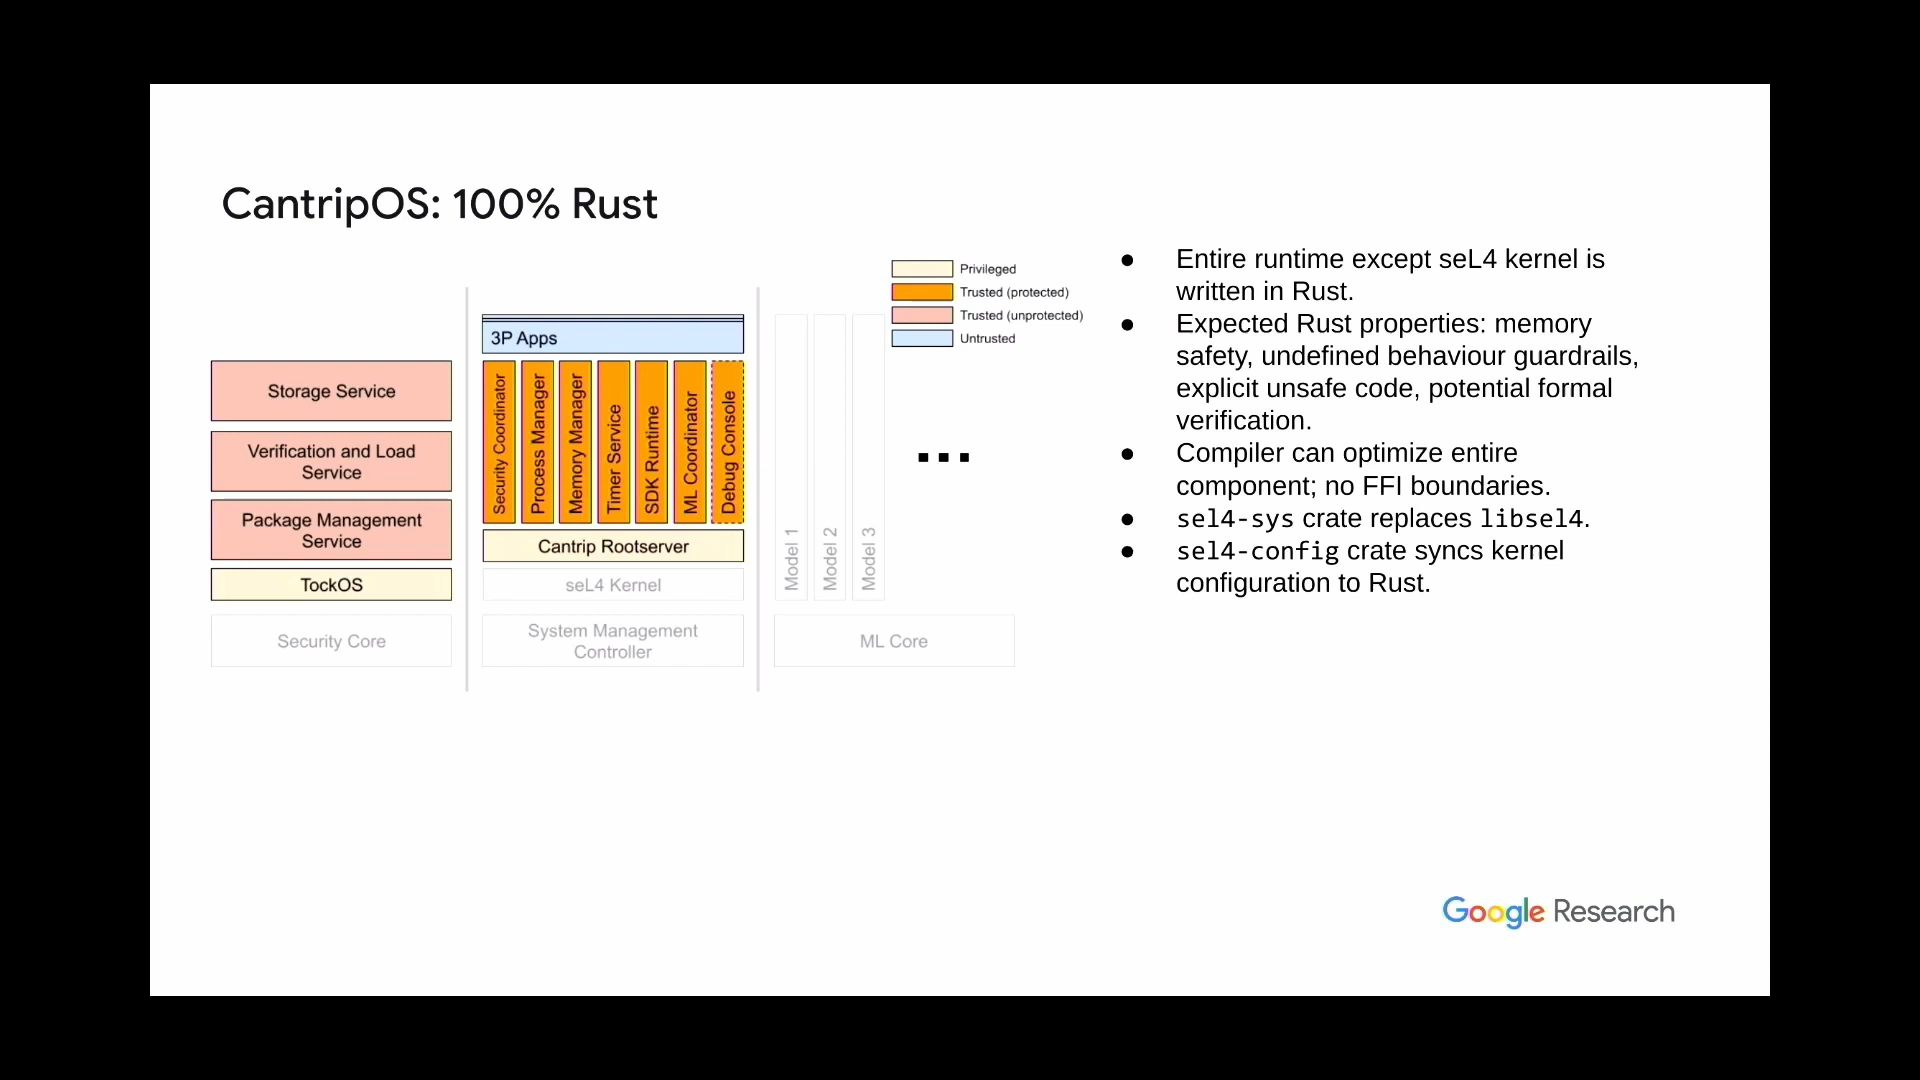 CantripOS: 100% Rust
Privileged
Trusted (protected)
Trusted (unprotected)
Untrusted
Storage Service
Verification and Load
Service
Package Management
Service
TockOS
Security Core
3P Apps
Security Coordinator
Process Manager
Memory Manager
Timer Service
SDK Runtime
ML Coordinator
Debug Console
Cantrip Rootserver
seL4 Kernel
System Management
Controller
Model 1
Model 2
Model 3
...
ML Core
● Entire runtime except seL4 kernel is
written in Rust.
● Expected Rust properties: memory
safety, undefined behaviour guardrails,
explicit unsafe code, potential formal
verification.
● Compiler can optimize entire
component; no FFI boundaries.
● sel4-sys crate replaces libsel4.
● sel4-config crate syncs kernel
configuration to Rust.
Google Research